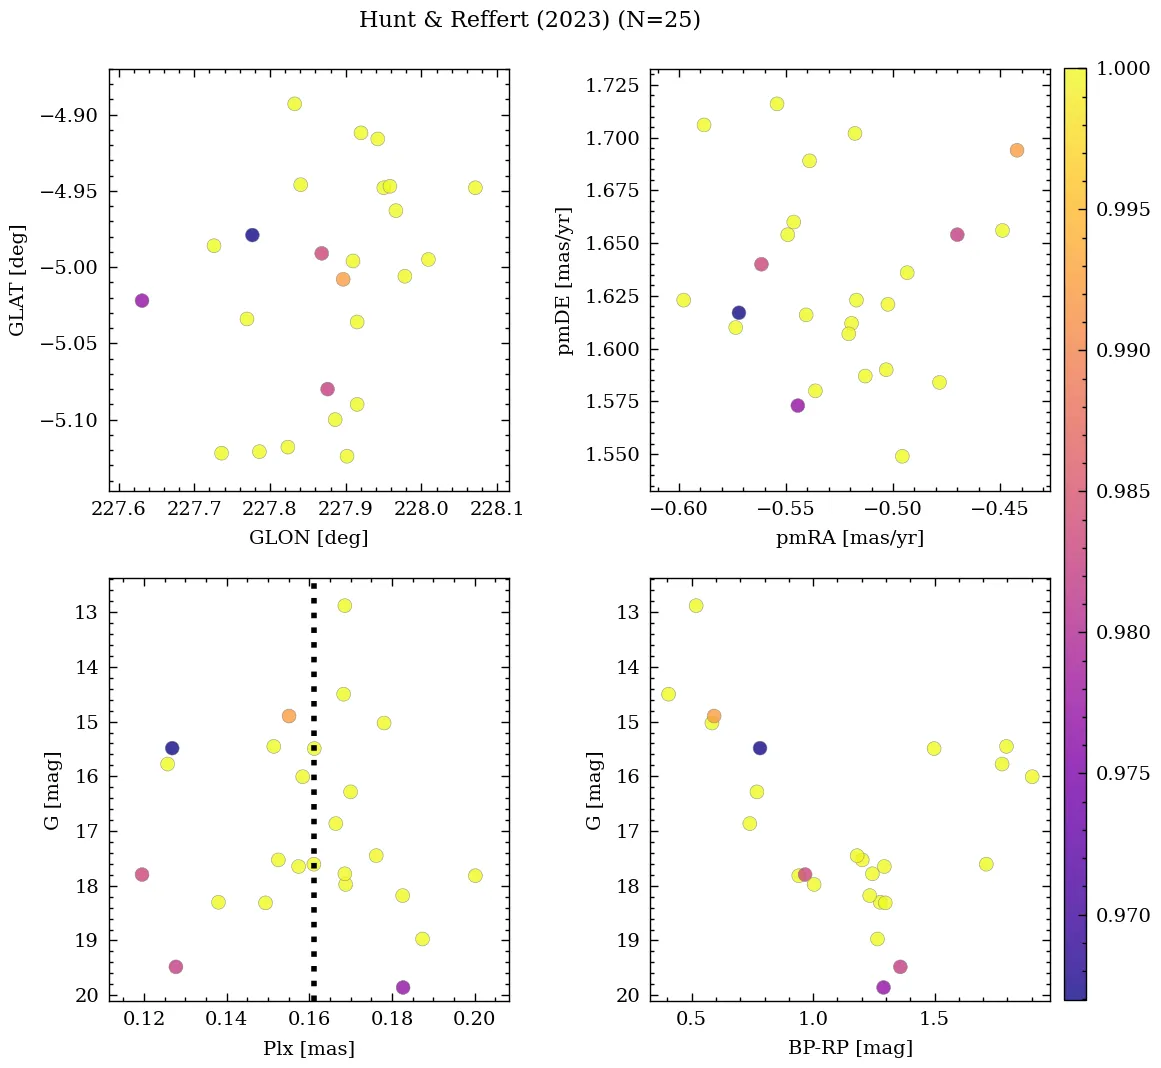 Hunt & Reffert (2023) (N=25)
−4.90
−4.95
−5.00
−5.05
−5.10
GLAT [deg]
227.6 227.7 227.8 227.9 228.0 228.1
GLON [deg]
1.725
1.700
1.675
1.650
1.625
1.600
1.575
1.550
pmDE [mas/yr]
−0.60 −0.55 −0.50 −0.45
pmRA [mas/yr]
13
14
15
16
17
18
19
20
G [mag]
0.12 0.14 0.16 0.18 0.20
Plx [mas]
13
14
15
16
17
18
19
20
G [mag]
0.5 1.0 1.5
BP-RP [mag]
1.000
0.995
0.990
0.985
0.980
0.975
0.970